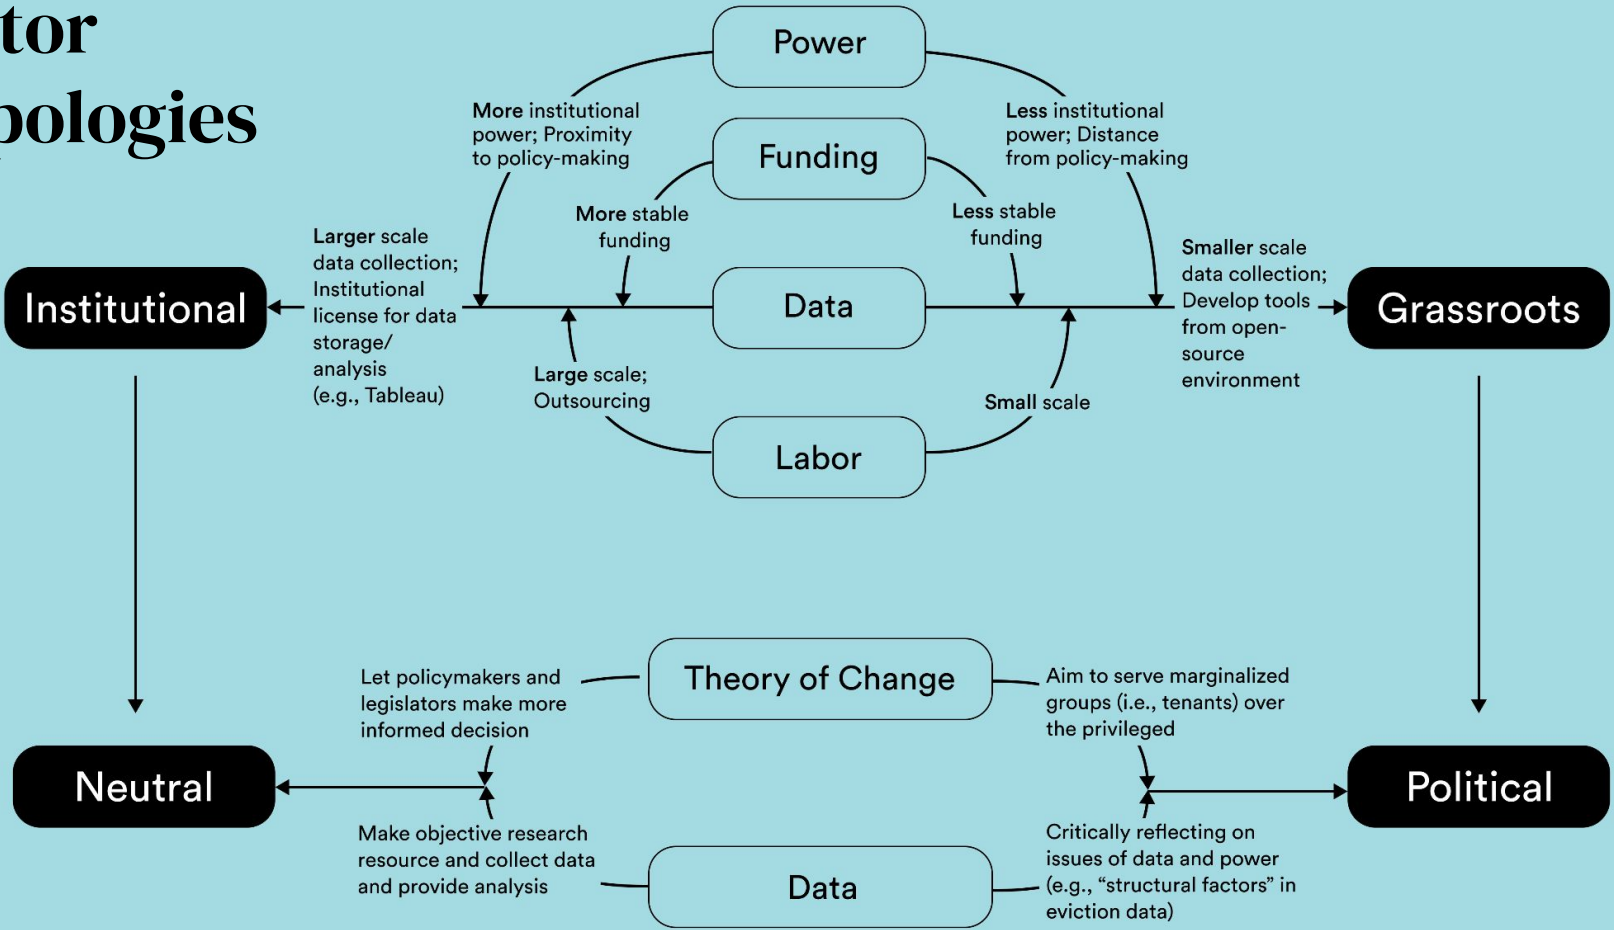 tor
pologies
Power
More institutional
power; Proximity
to policy-making
Less institutional
power; Distance
from policy-making
Funding
More stable
funding
Less stable
funding
Larger scale
data collection;
Institutional
license for data
storage/
analysis
(e.g., Tableau)
Smaller scale
data collection;
Develop tools
from open-
source
environment
Institutional
Data
Grassroots
Large scale;
Outsourcing
Small scale
Labor
Theory of Change
Let policymakers and
legislators make more
informed decision
Aim to serve marginalized
groups (i.e., tenants) over
the privileged
Neutral
Political
Make objective research
resource and collect data
and provide analysis
Data
Critically reflecting on
issues of data and power
(e.g., “structural factors” in
eviction data)